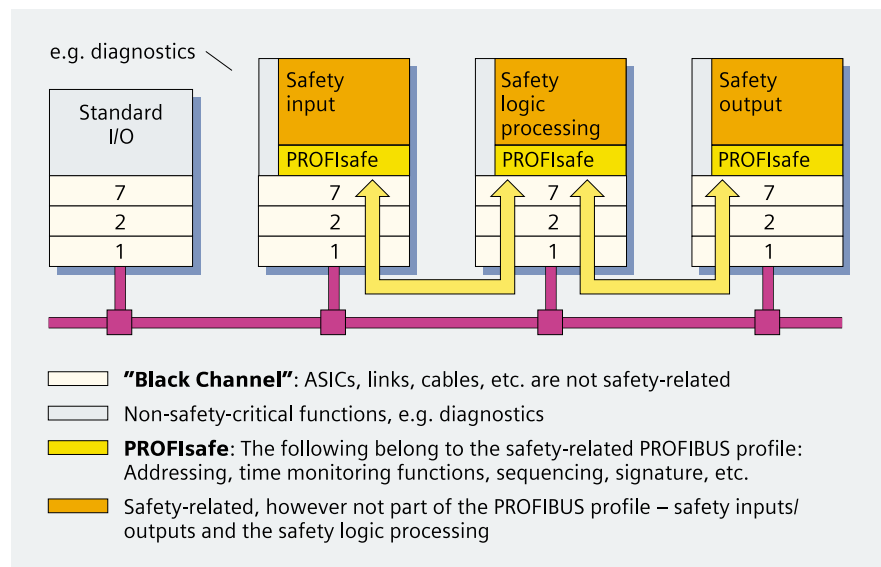 e.g. diagnostics
Standard
I/O
7
2
1
Safety
input
PROFIsafe
7
2
1
Safety
logic
processing
PROFIsafe
7
2
1
Safety
output
PROFIsafe
7
2
1
"Black Channel": ASICs, links, cables, etc. are not safety-related
Non-safety-critical functions, e.g. diagnostics
PROFIsafe: The following belong to the safety-related PROFIBUS profile:
Addressing, time monitoring functions, sequencing, signature, etc.
Safety-related, however not part of the PROFIBUS profile – safety inputs/
outputs and the safety logic processing